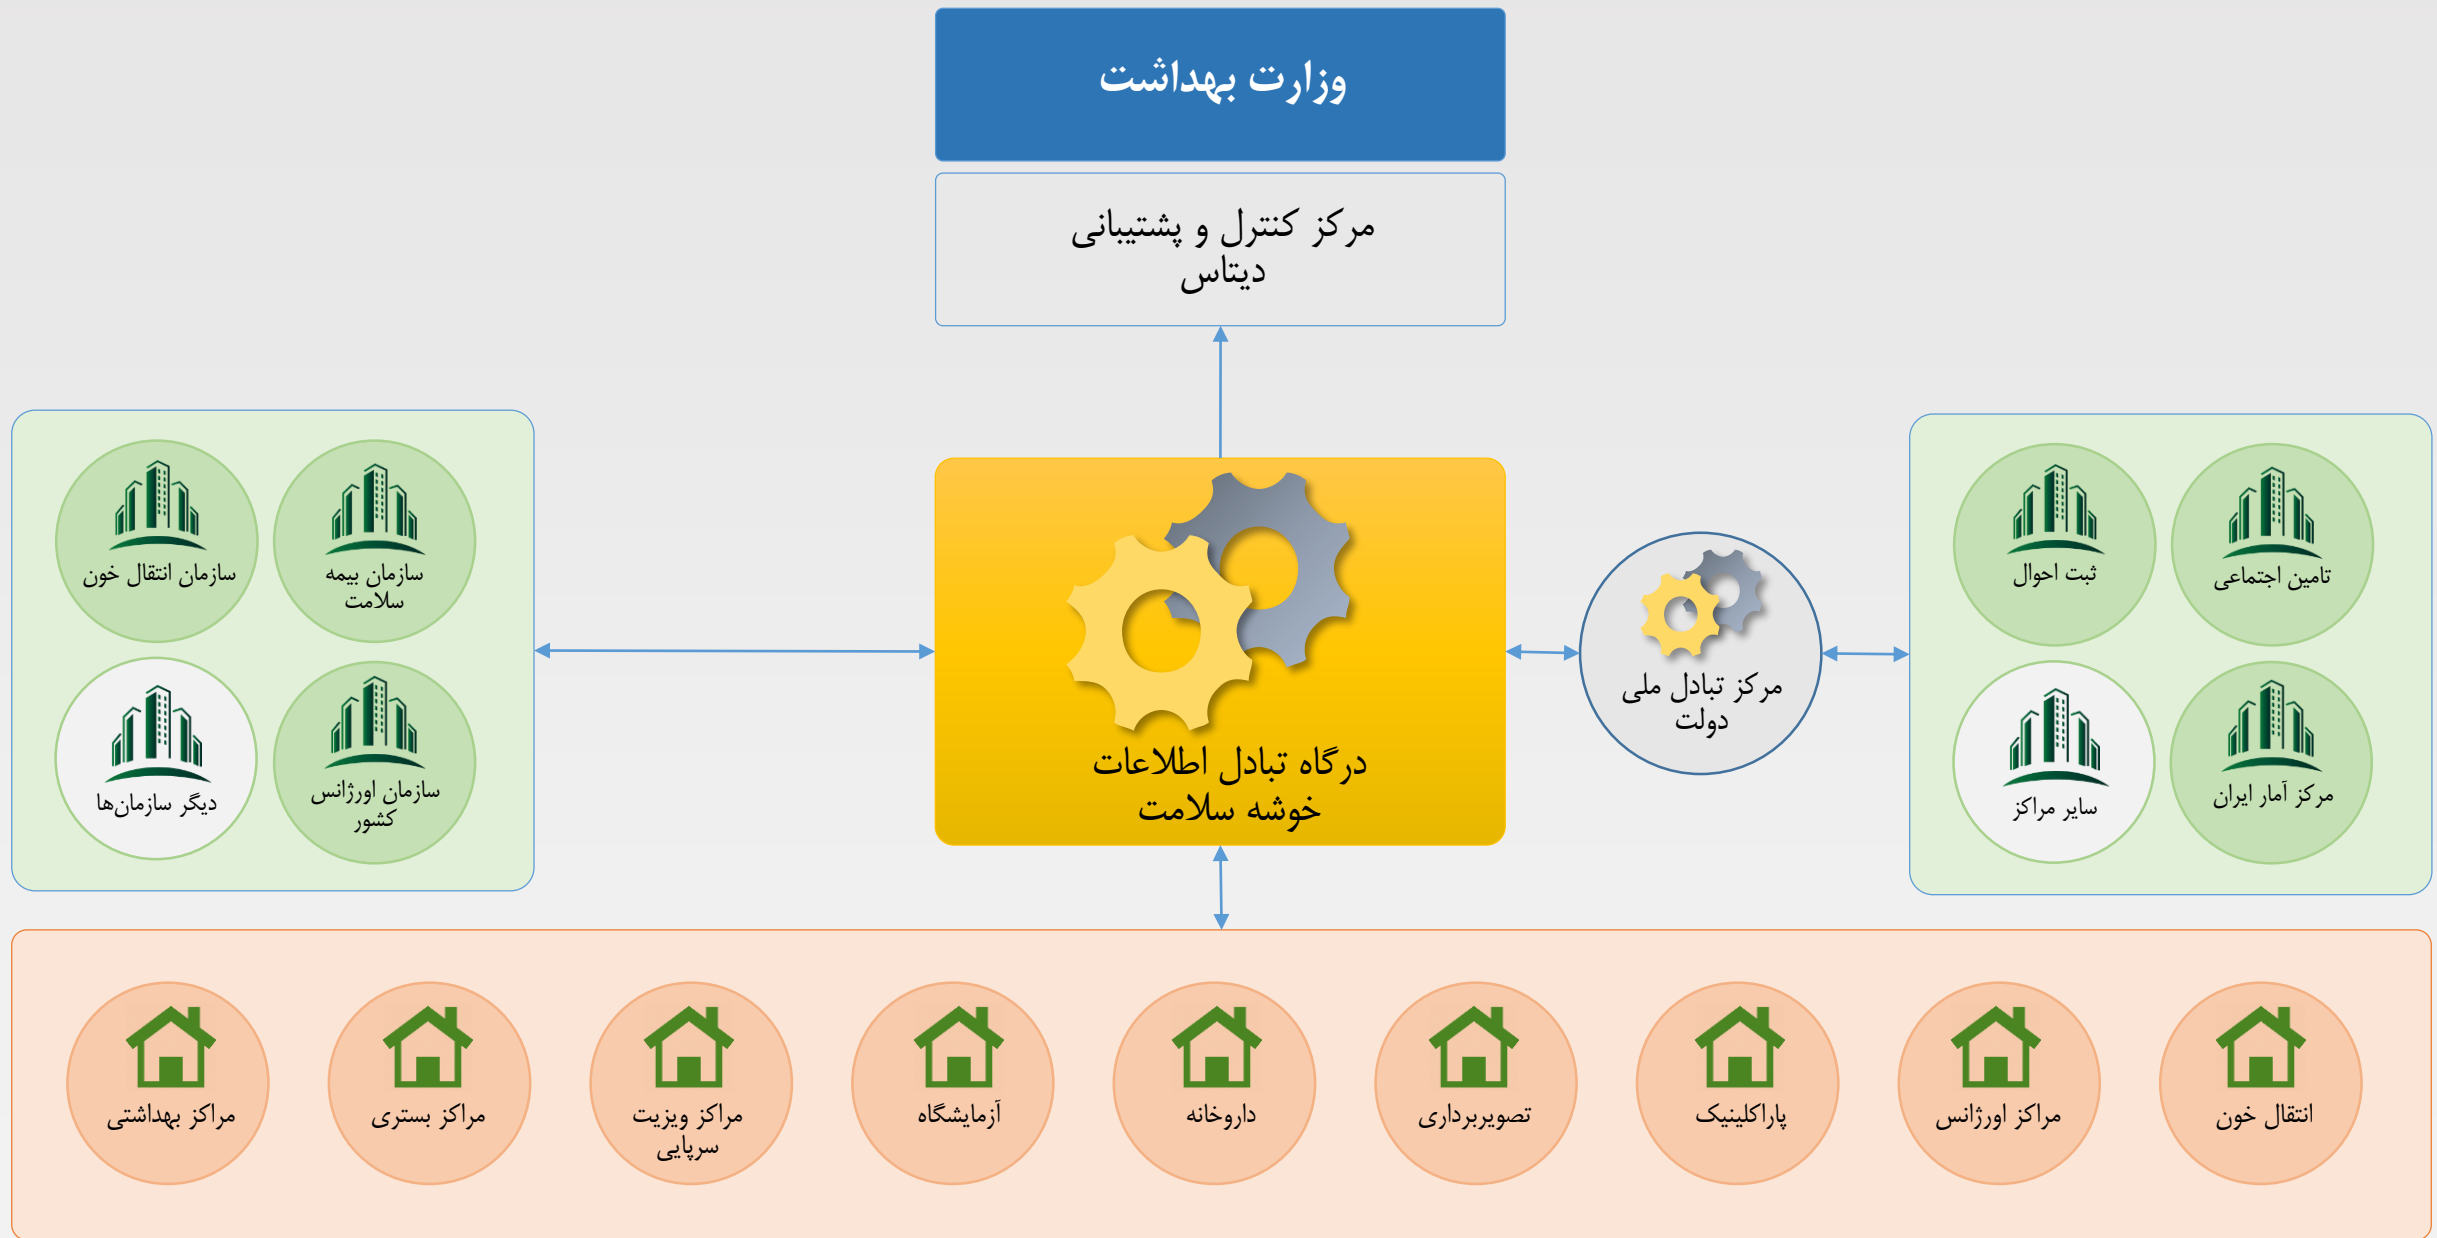 وزارت بهداشت
مرکز کنترل و پشتیبانی
دیتاس
تامین اجتماعی
ثبت احوال
مرکز آمار ایران
سایر مراکز
مرکز تبادل ملی
دولت
درگاه تبادل اطلاعات
خوشه سلامت
سازمان بیمه
سلامت
سازمان انتقال خون
سازمان اورژانس
کشور
دیگر سازمان‌ها
انتقال خون
مراکز اورژانس
پاراکلینیک
تصویربرداری
داروخانه
آزمایشگاه
مراکز ویزیت
سرپایی
مراکز بستری
مراکز بهداشتی